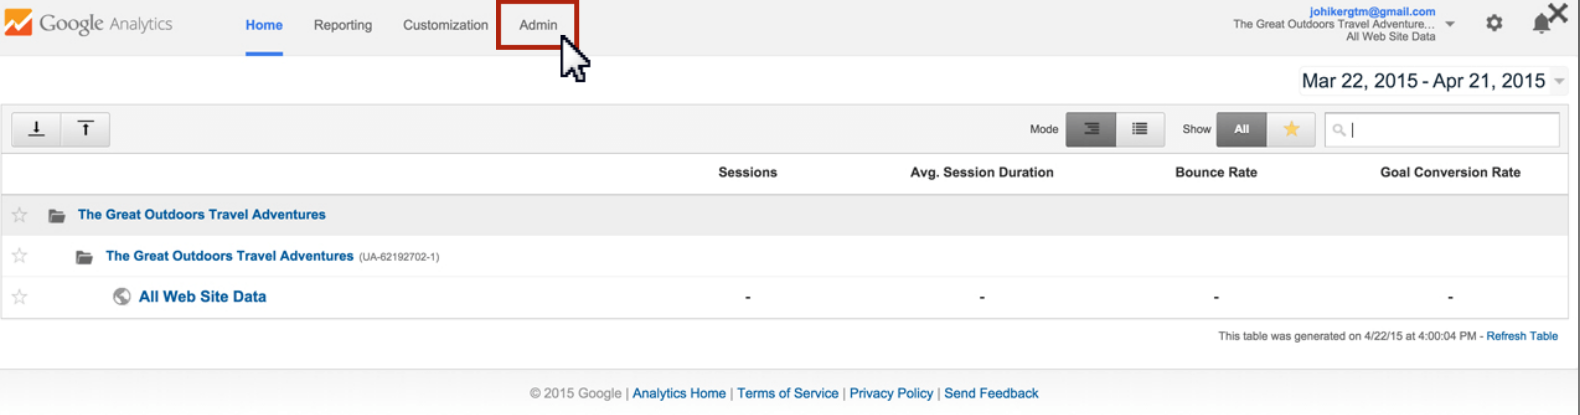 Google Analytics Home Reporting Customization Admin
johikergtm@gmail.com
The Great Outdoors Travel Adventure...
All Web Site Data
Mar 22, 2015 - Apr 21, 2015
Mode Show All
Sessions Avg. Session Duration Bounce Rate Goal Conversion Rate
The Great Outdoors Travel Adventures
The Great Outdoors Travel Adventures (UA-62192702-1)
All Web Site Data - - - -
This table was generated on 4/22/15 at 4:00:04 PM - Refresh Table
© 2015 Google | Analytics Home | Terms of Service | Privacy Policy | Send Feedback